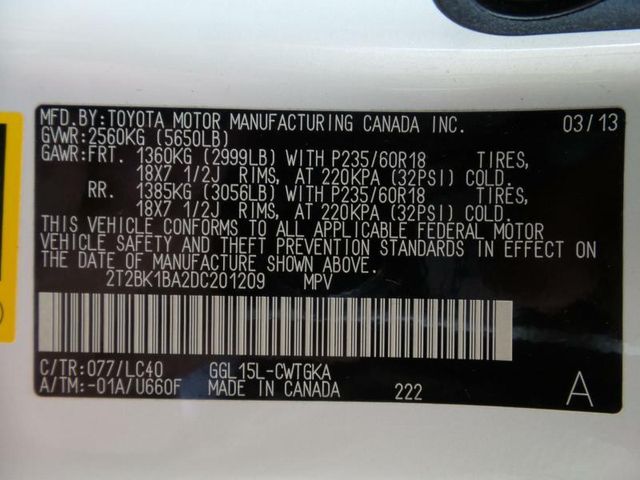 MFD.BY:TOYOTA MOTOR MANUFACTURING CANADA INC. 03/13
GVWR:2560KG (5650LB)
GAWR:FRT. 1360KG (2999LB) WITH P235/60R18 TIRES,
18X7 1/2J RIMS, AT 220KPA (32PSI) COLD.
RR. 1385KG (3056LB) WITH P235/60R18 TIRES,
18X7 1/2J RIMS, AT 220KPA (32PSI) COLD.
THIS VEHICLE CONFORMS TO ALL APPLICABLE FEDERAL MOTOR
VEHICLE SAFETY AND THEFT PREVENTION STANDARDS IN EFFECT ON
THE DATE OF MANUFACTURE SHOWN ABOVE.
2T2BK1BA2DC201209 MPV
C/TR:077/LC40 GGL15L-CWTGKA
A/TM:-01A/U660F MADE IN CANADA 222 A